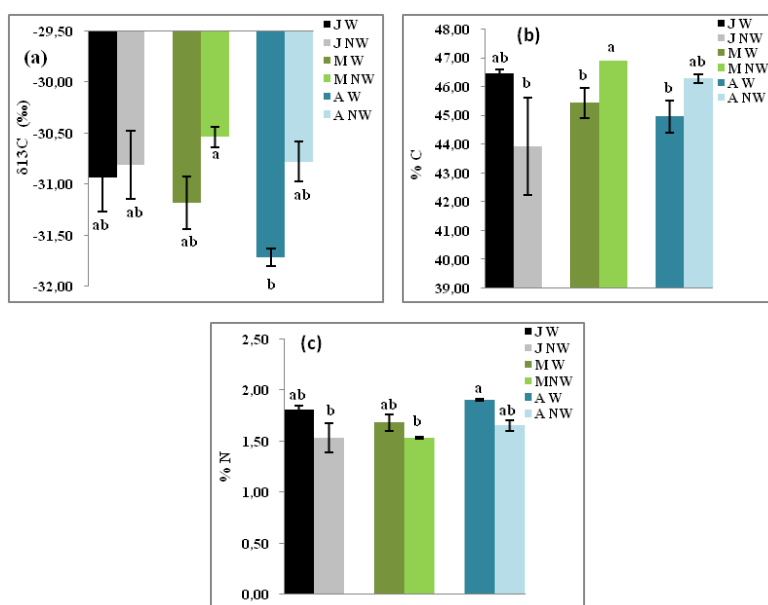 (a)
δ13C (‰)
-29,50
-30,00
-30,50
-31,00
-31,50
-32,00
ab
ab
ab
a
b
ab
J W
J NW
M W
M NW
A W
A NW
(b)
% C
47,00
46,00
45,00
44,00
43,00
42,00
41,00
40,00
39,00
48,00
ab
b
b
a
b
ab
J W
J NW
M W
M NW
A W
A NW
(c)
% N
2,50
2,00
1,50
1,00
0,50
0,00
ab
b
ab
b
a
ab
J W
J NW
M W
MNW
A W
A NW